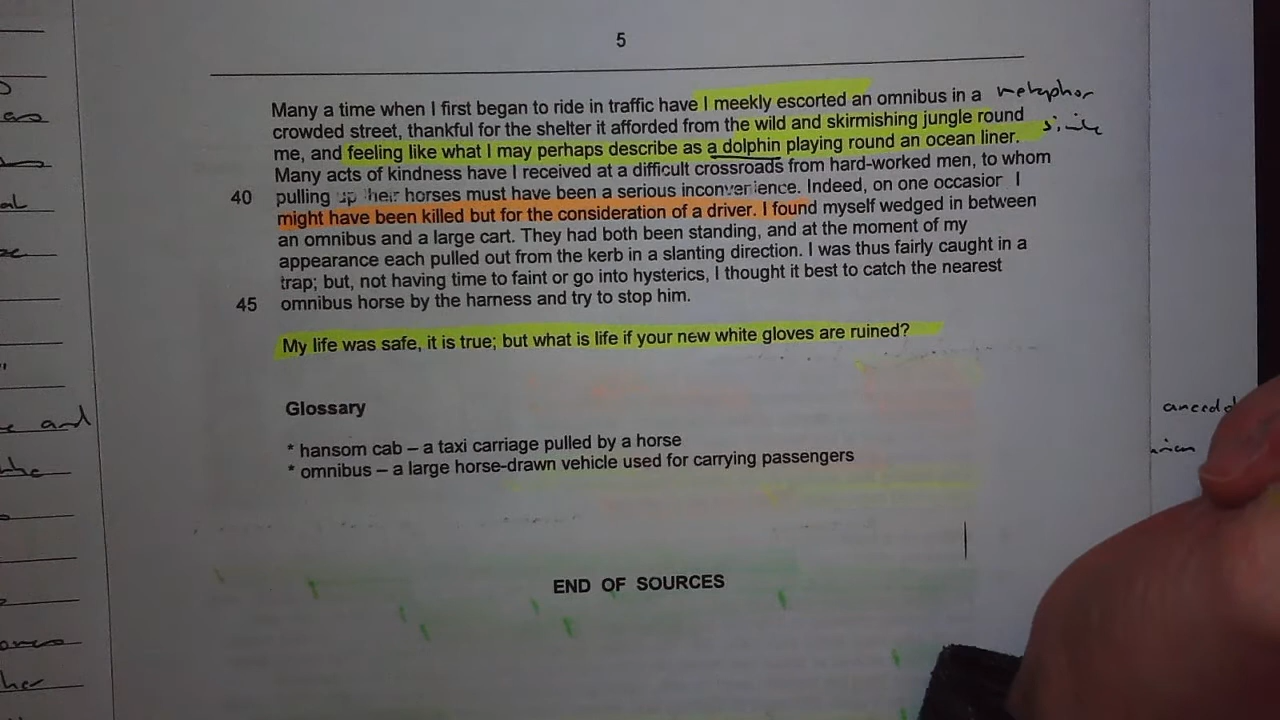 5
Many a time when I first began to ride in traffic have I meekly escorted an omnibus in a metaphor
crowded street, thankful for the shelter it afforded from the wild and skirmishing jungle round simile
me, and feeling like what I may perhaps describe as a dolphin playing round an ocean liner.
Many acts of kindness have I received at a difficult crossroads from hard-worked men, to whom
40 pulling up their horses must have been a serious inconvenience. Indeed, on one occasion I
might have been killed but for the consideration of a driver. I found myself wedged in between
an omnibus and a large cart. They had both been standing, and at the moment of my
appearance each pulled out from the kerb in a slanting direction. I was thus fairly caught in a
trap; but, not having time to faint or go into hysterics, I thought it best to catch the nearest
45 omnibus horse by the harness and try to stop him.
My life was safe, it is true; but what is life if your new white gloves are ruined?
Glossary
* hansom cab – a taxi carriage pulled by a horse
* omnibus – a large horse-drawn vehicle used for carrying passengers
END OF SOURCES
and